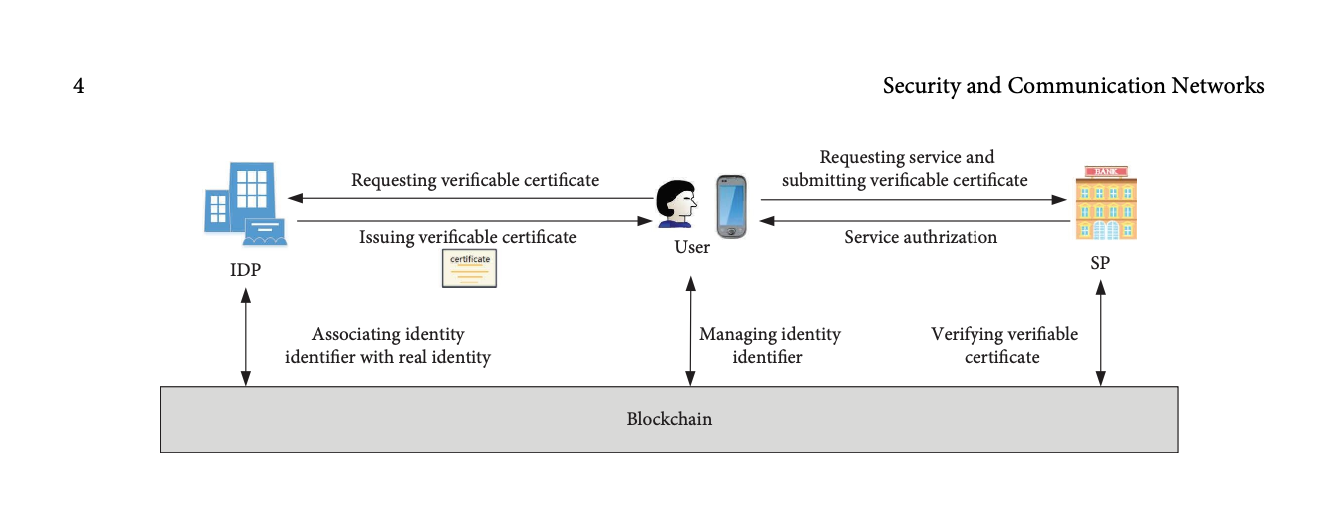 4
Security and Communication Networks
Requesting verificable certificate
Issuing verificable certificate
certificate
IDP
User
Requesting service and
submitting verificable certificate
Service authrization
BANK
SP
Associating identity
identifier with real identity
Managing identity
identifier
Verifying verifiable
certificate
Blockchain